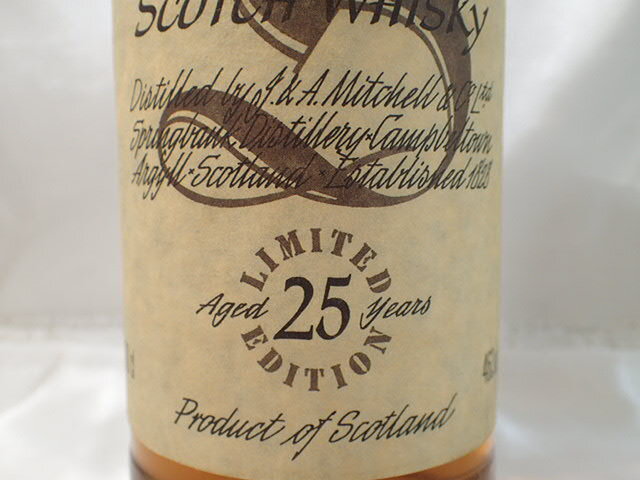 Scotch Whisky
Distilled by J. & A. Mitchell & Co. Ltd.
Springbank Distillery · Campbeltown
Argyll · Scotland · Established 1828
LIMITED
Aged 25 Years
EDITION
Product of Scotland